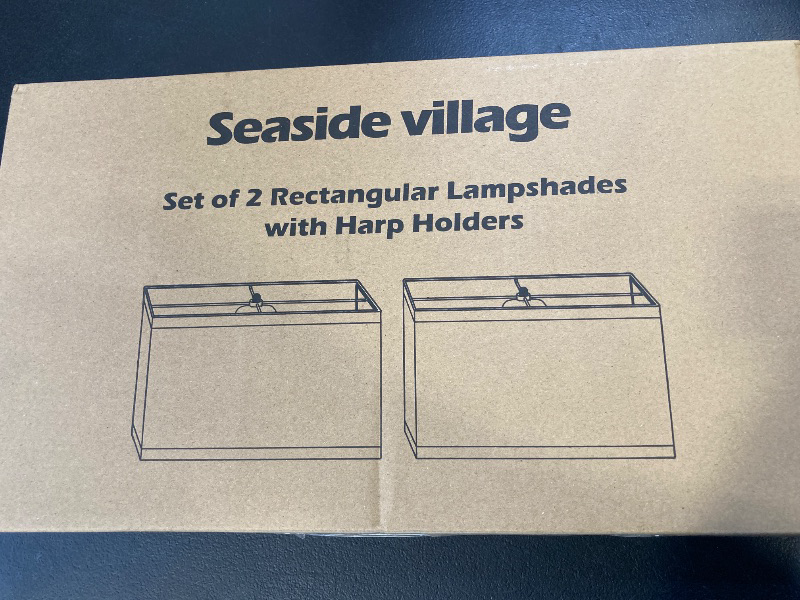 Seaside village
Set of 2 Rectangular Lampshades
with Harp Holders